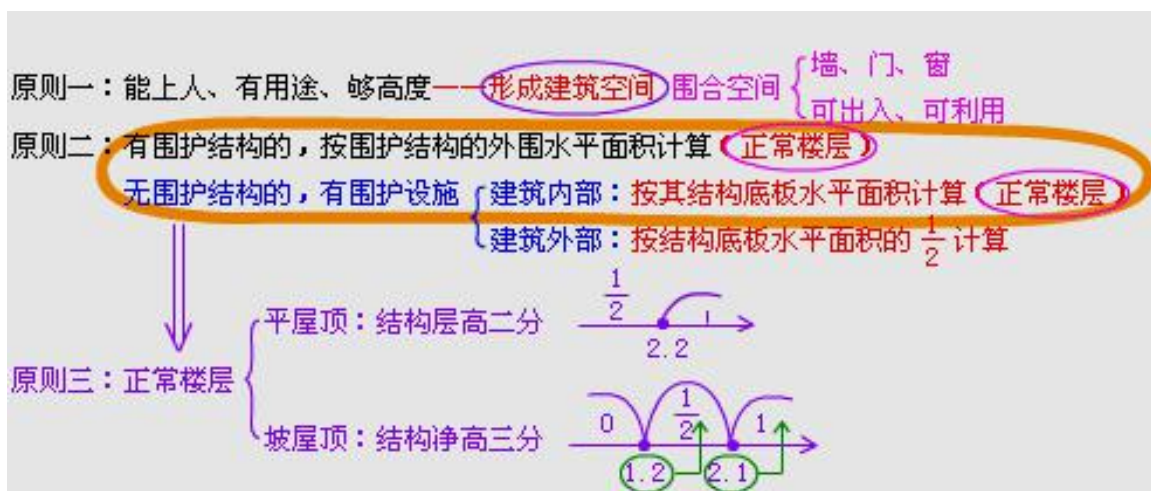 原则一：能上人、有用途、够高度——形成建筑空间 围合空间
墙、门、窗
可出入、可利用
原则二：有围护结构的，按围护结构的外围水平面积计算（正常楼层）
无围护结构的，有围护设施
建筑内部：按其结构底板水平面积计算（正常楼层）
建筑外部：按结构底板水平面积的 1/2 计算
原则三：正常楼层
平屋顶：结构层高二分
1/2 1
2.2
坡屋顶：结构净高三分
0 1/2 1
1.2 2.1